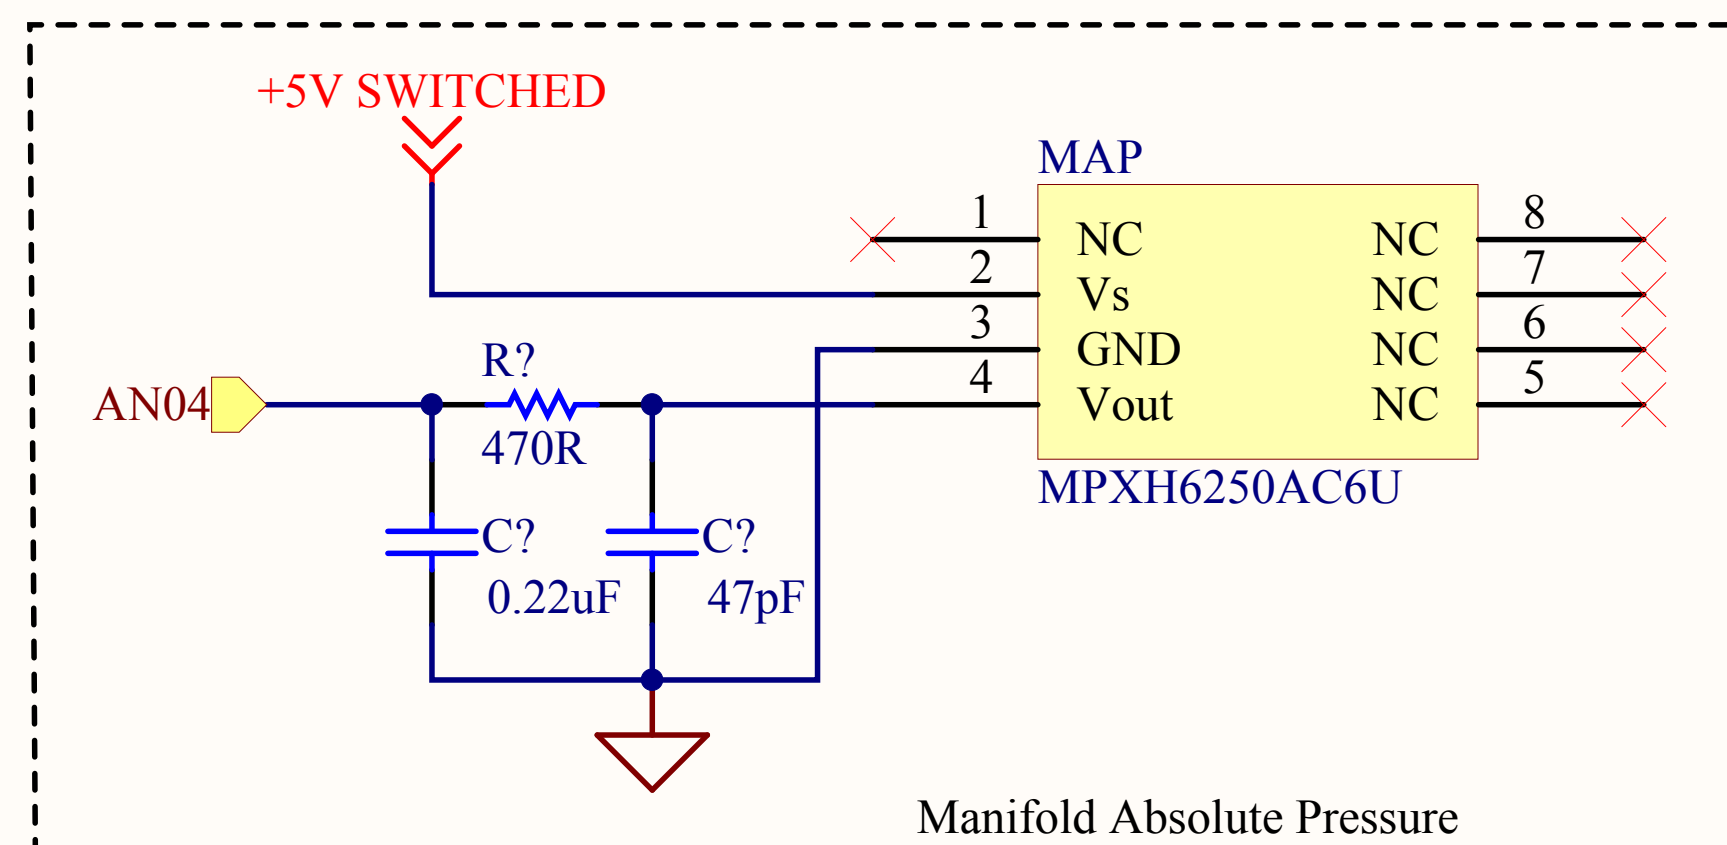 +5V SWITCHED
MAP
1
NC
NC
8
2
Vs
NC
7
3
GND
NC
6
4
Vout
NC
5
MPXH6250AC6U
AN04
R?
470R
C?
0.22uF
C?
47pF
Manifold Absolute Pressure